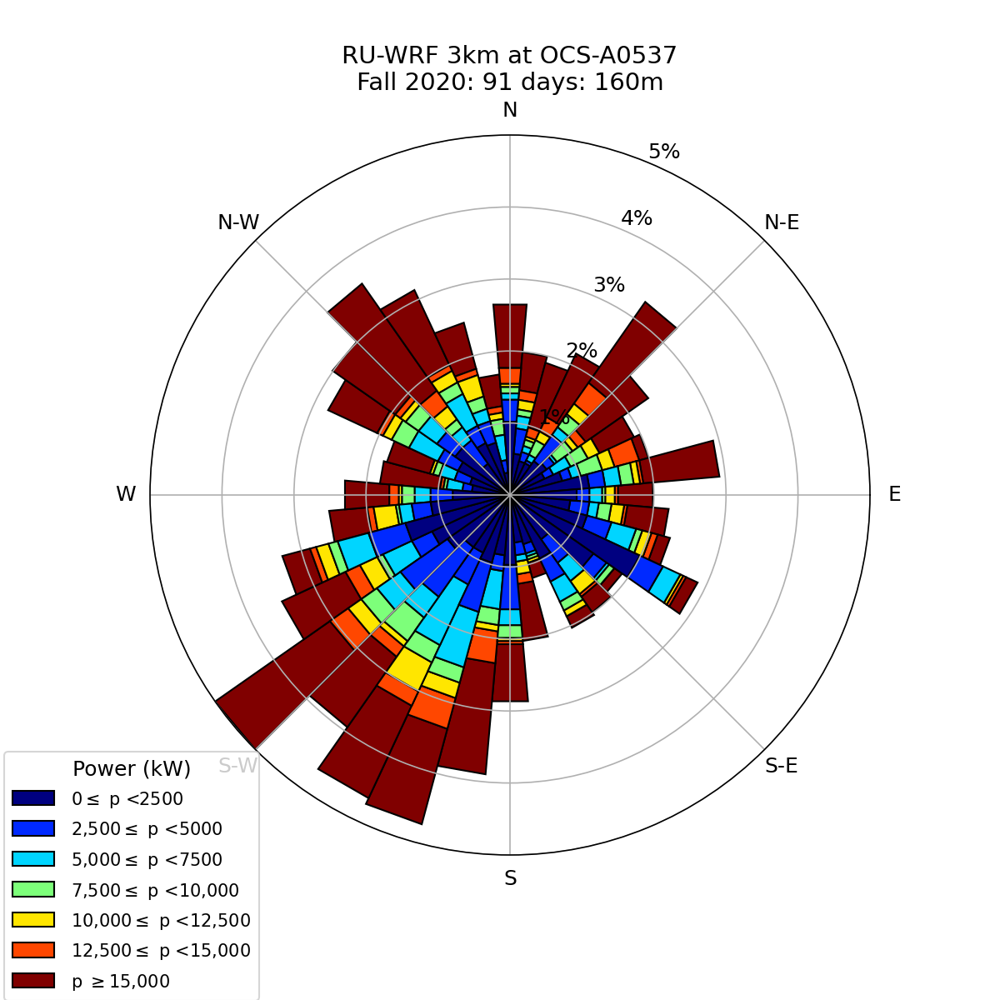 RU-WRF 3km at OCS-A0537
Fall 2020: 91 days: 160m
N
5%
N-W
4%
N-E
3%
2%
1%
W
E
S-W
S-E
S
Power (kW)
0≤ p <2500
2,500≤ p <5000
5,000≤ p <7500
7,500≤ p <10,000
10,000≤ p <12,500
12,500≤ p <15,000
p ≥15,000